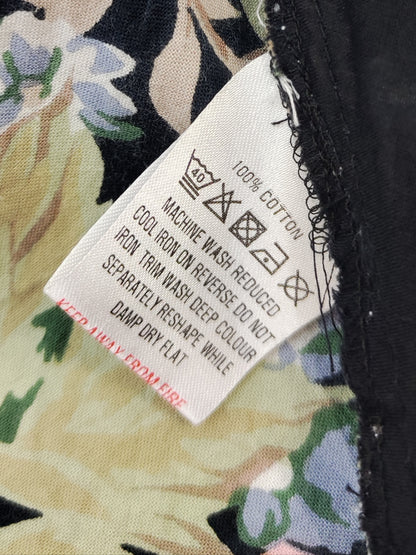 100% COTTON
40
MACHINE WASH REDUCED
COOL IRON ON REVERSE DO NOT
IRON TRIM WASH DEEP COLOUR
SEPARATELY RESHAPE WHILE
DAMP DRY FLAT
KEEP AWAY FROM FIRE